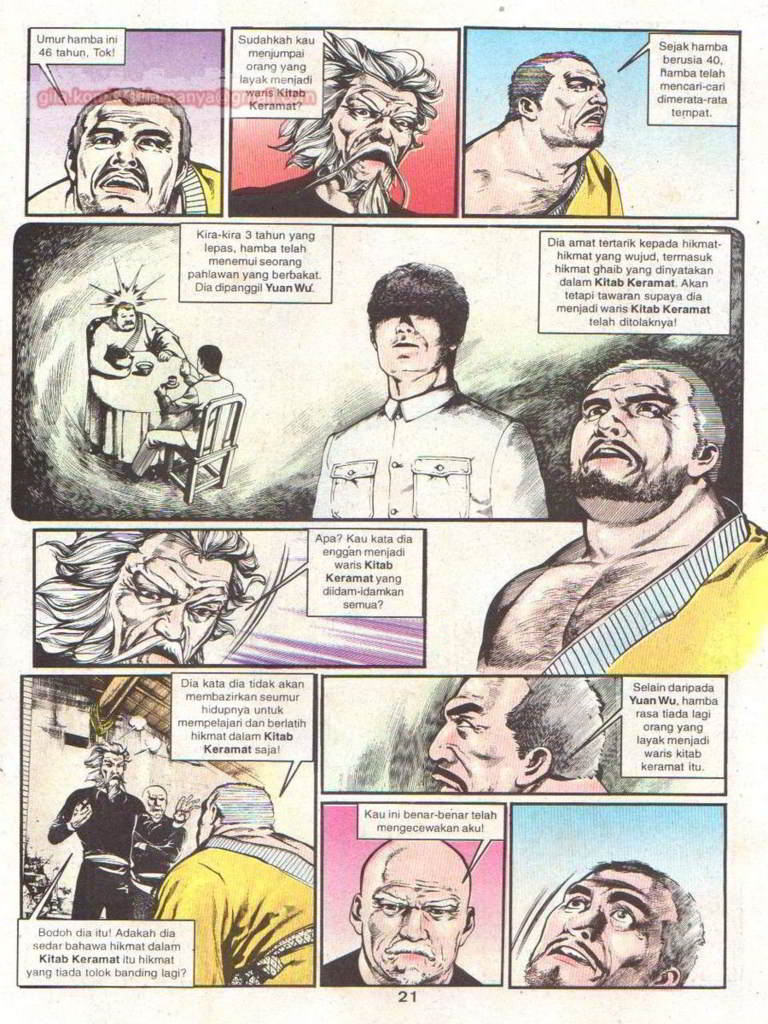 Umur hamba ini
46 tahun, Tok!
Sudahkah kau
menjumpai
orang yang
layak menjadi
waris Kitab
Keramat?
Sejak hamba
berusia 40,
hamba telah
mencari-cari
dimerata-rata
tempat.
Kira-kira 3 tahun yang
lepas, hamba telah
menemui seorang
pahlawan yang berbakat.
Dia dipanggil Yuan Wu.
Dia amat tertarik kepada hikmat-
hikmat yang wujud, termasuk
hikmat ghaib yang dinyatakan
dalam Kitab Keramat. Akan
tetapi tawaran supaya dia
menjadi waris Kitab Keramat
telah ditolaknya!
Apa? Kau kata dia
enggan menjadi
waris Kitab
Keramat yang
diidam-idamkan
semua?
Dia kata dia tidak akan
membazirkan seumur
hidupnya untuk
mempelajari dan berlatih
hikmat dalam Kitab
Keramat saja!
Bodoh dia itu! Adakah dia
sedar bahawa hikmat dalam
Kitab Keramat itu hikmat
yang tiada tolok banding lagi?
Selain daripada
Yuan Wu, hamba
rasa tiada lagi
orang yang
layak menjadi
waris kitab
keramat itu.
Kau ini benar-benar telah
mengecewakan aku!
21